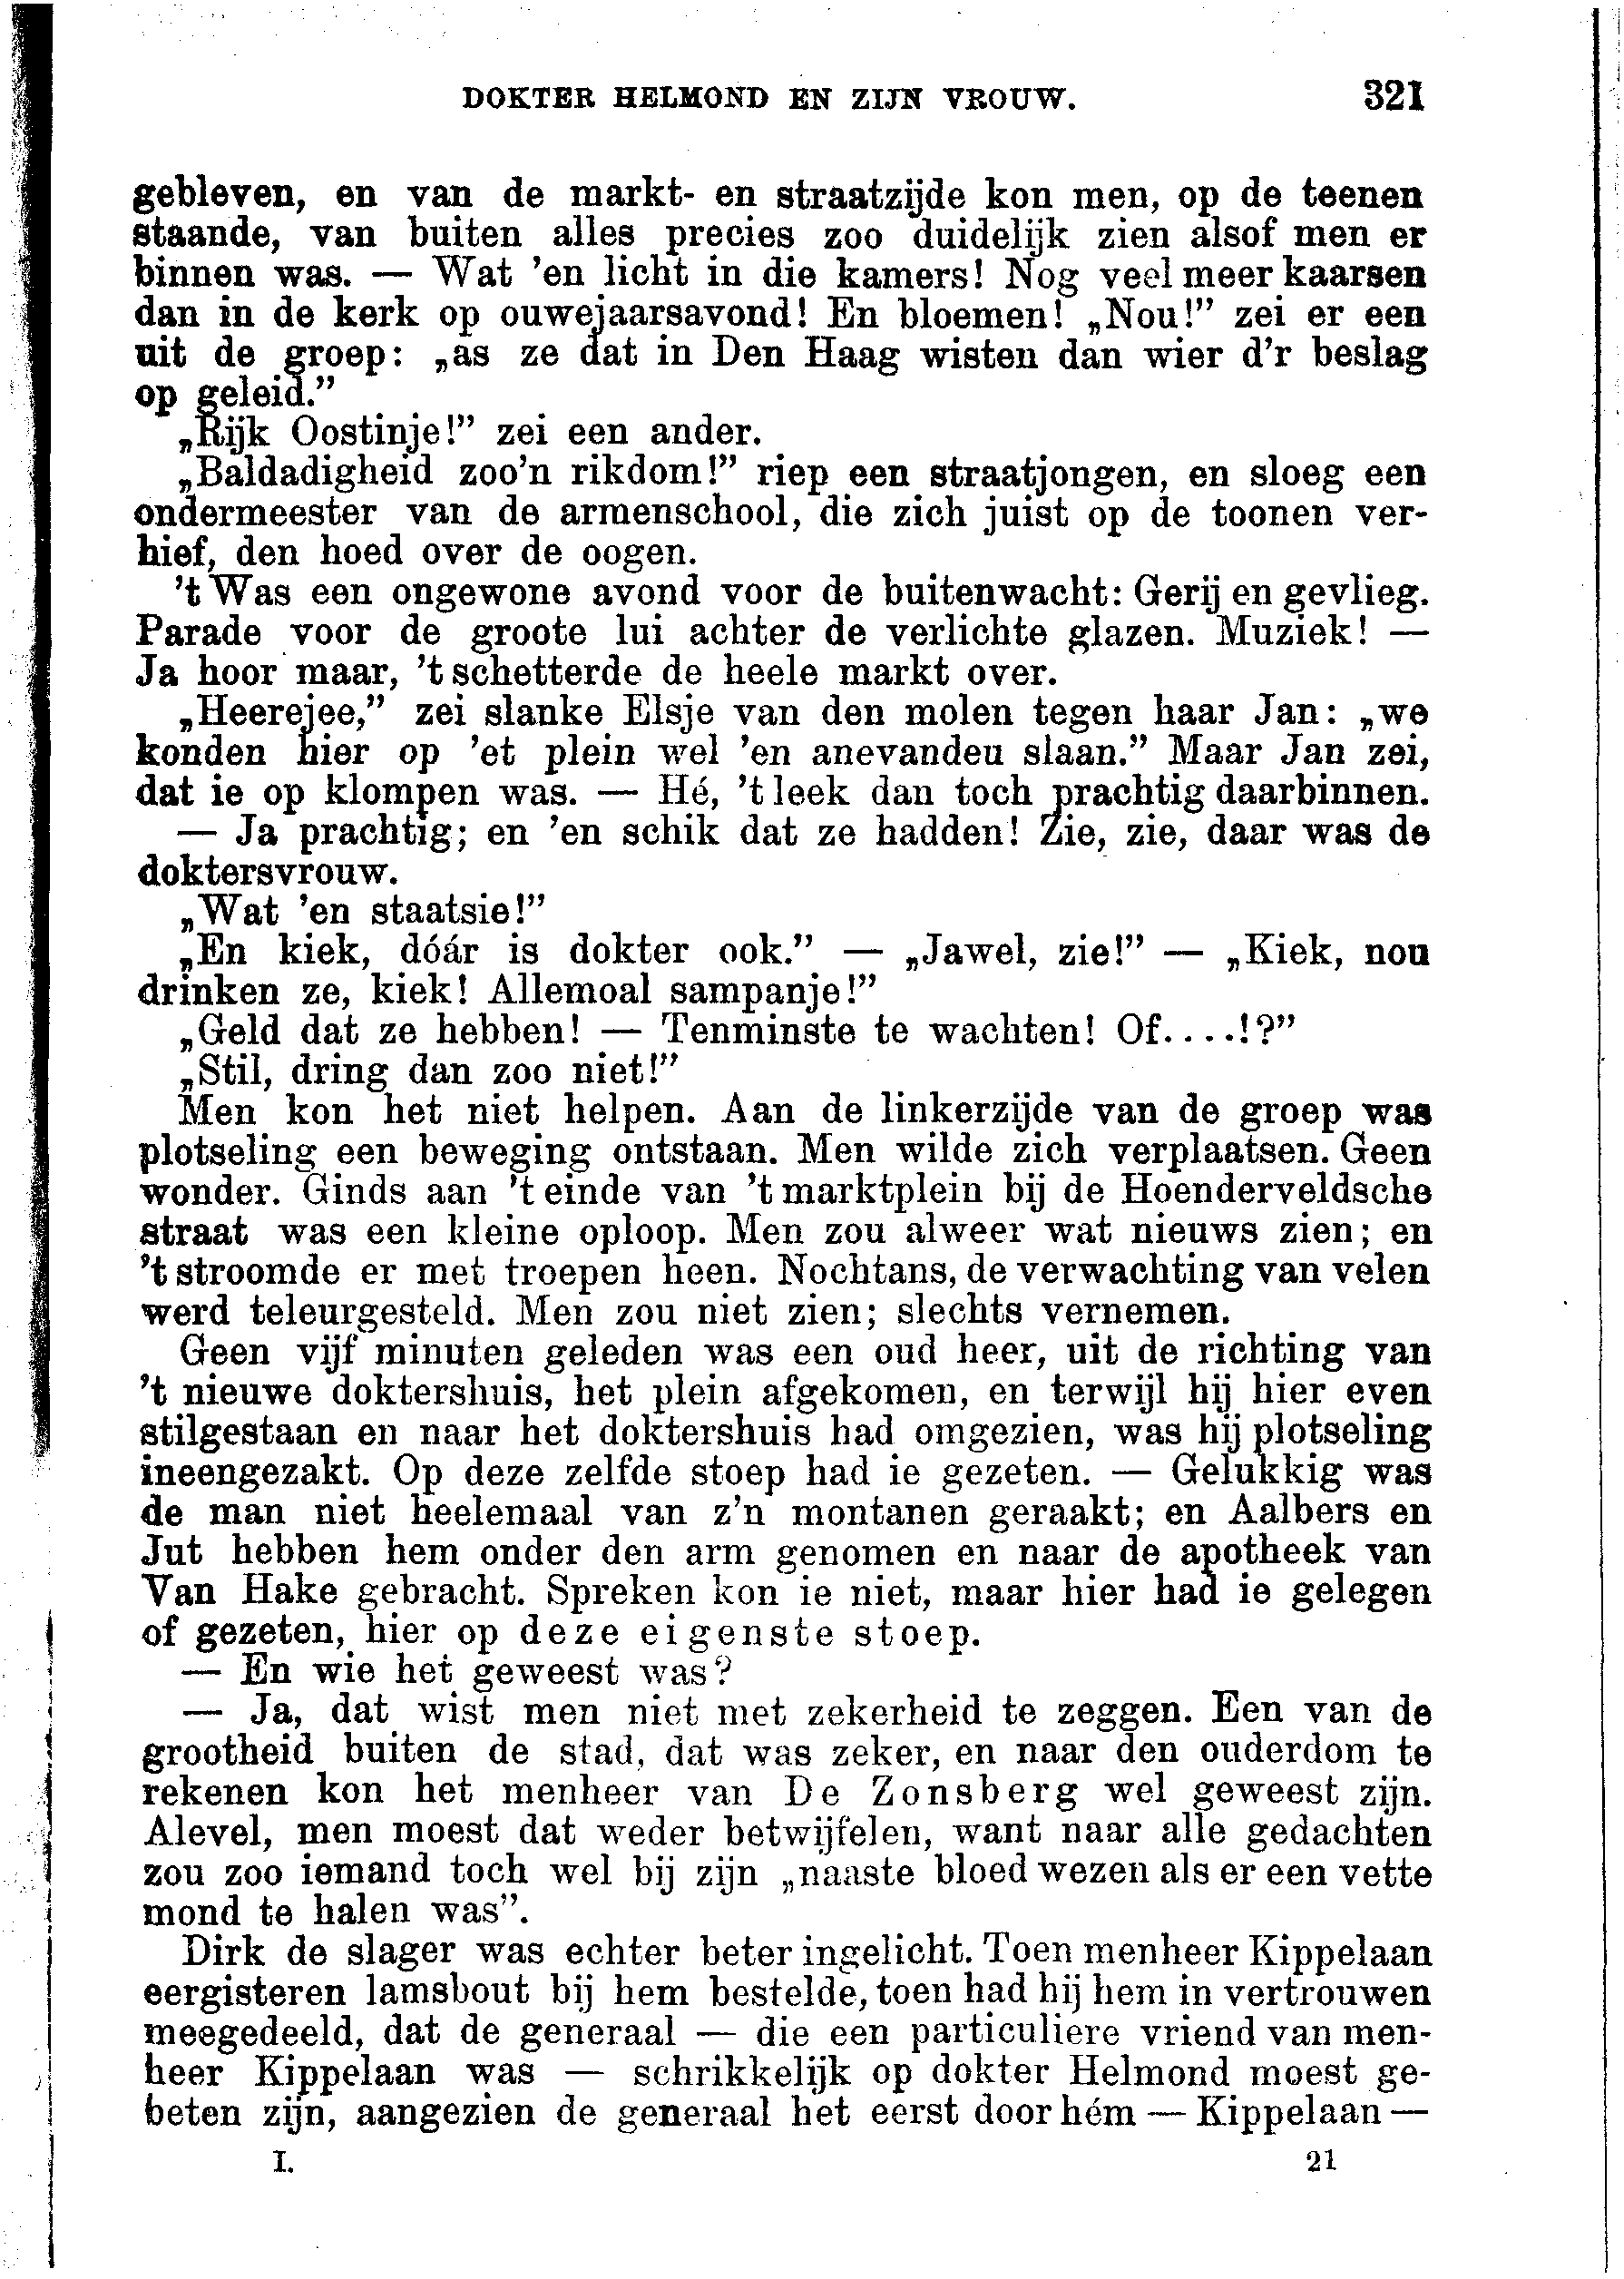 DOKTER HELMOND EN ZIJN VROUW. 321
gebleven, en van de markt- en straatzijde kon men, op de teenen
staande, van buiten alles precies zoo duidelijk zien alsof men er
binnen was. — Wat 'en licht in die kamers! Nog veel meer kaarsen
dan in de kerk op ouwejaarsavond! En bloemen! „Nou!” zei er een
uit de groep: „as ze dat in Den Haag wisten dan wier d'r beslag
op geleid.”
„Rijk Oostinje!” zei een ander.
„Baldadigheid zoo'n rikdom!” riep een straatjongen, en sloeg een
ondermeester van de armenschool, die zich juist op de toonen ver-
hief, den hoed over de oogen.
't Was een ongewone avond voor de buitenwacht: Gerij en gevlieg.
Parade voor de groote lui achter de verlichte glazen. Muziek! —
Ja hoor maar, 't schetterde de heele markt over.
„Heerejee,” zei slanke Elsje van den molen tegen haar Jan: „we
konden hier op 'et plein wel 'en anevandeu slaan.” Maar Jan zei,
dat ie op klompen was. — Hé, 't leek dan toch prachtig daarbinnen.
— Ja prachtig; en 'en schik dat ze hadden! Zie, zie, daar was de
doktersvrouw.
„Wat 'en staatsie!”
„En kiek, dóár is dokter ook.” — „Jawel, zie!” — „Kiek, nou
drinken ze, kiek! Allemoal sampanje!”
„Geld dat ze hebben! — Tenminste te wachten! Of....!?”
„Stil, dring dan zoo niet!”
Men kon het niet helpen. Aan de linkerzijde van de groep was
plotseling een beweging ontstaan. Men wilde zich verplaatsen. Geen
wonder. Ginds aan 't einde van 't marktplein bij de Hoenderveldsche
straat was een kleine oploop. Men zou alweer wat nieuws zien; en
't stroomde er met troepen heen. Nochtans, de verwachting van velen
werd teleurgesteld. Men zou niet zien; slechts vernemen.
Geen vijf minuten geleden was een oud heer, uit de richting van
't nieuwe doktershuis, het plein afgekomen, en terwijl hij hier even
stilgestaan en naar het doktershuis had omgezien, was hij plotseling
ineengezakt. Op deze zelfde stoep had ie gezeten. — Gelukkig was
de man niet heelemaal van z'n montanen geraakt; en Aalbers en
Jut hebben hem onder den arm genomen en naar de apotheek van
Van Hake gebracht. Spreken kon ie niet, maar hier had ie gelegen
of gezeten, hier op deze eigenste stoep.
— En wie het geweest was?
— Ja, dat wist men niet met zekerheid te zeggen. Een van de
grootheid buiten de stad, dat was zeker, en naar den ouderdom te
rekenen kon het menheer van De Zonsberg wel geweest zijn.
Alevel, men moest dat weder betwijfelen, want naar alle gedachten
zou zoo iemand toch wel bij zijn „naaste bloed wezen als er een vette
mond te halen was”.
Dirk de slager was echter beter ingelicht. Toen menheer Kippelaan
eergisteren lamsbout bij hem bestelde, toen had hij hem in vertrouwen
meegedeeld, dat de generaal — die een particuliere vriend van men-
heer Kippelaan was — schrikkelijk op dokter Helmond moest ge-
beten zijn, aangezien de generaal het eerst door hém — Kippelaan —
I. 21